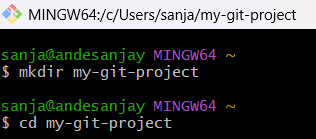 MINGW64:/c/Users/sanja/my-git-project
sanja@andesanjay MINGW64 ~
$ mkdir my-git-project
sanja@andesanjay MINGW64 ~
$ cd my-git-project